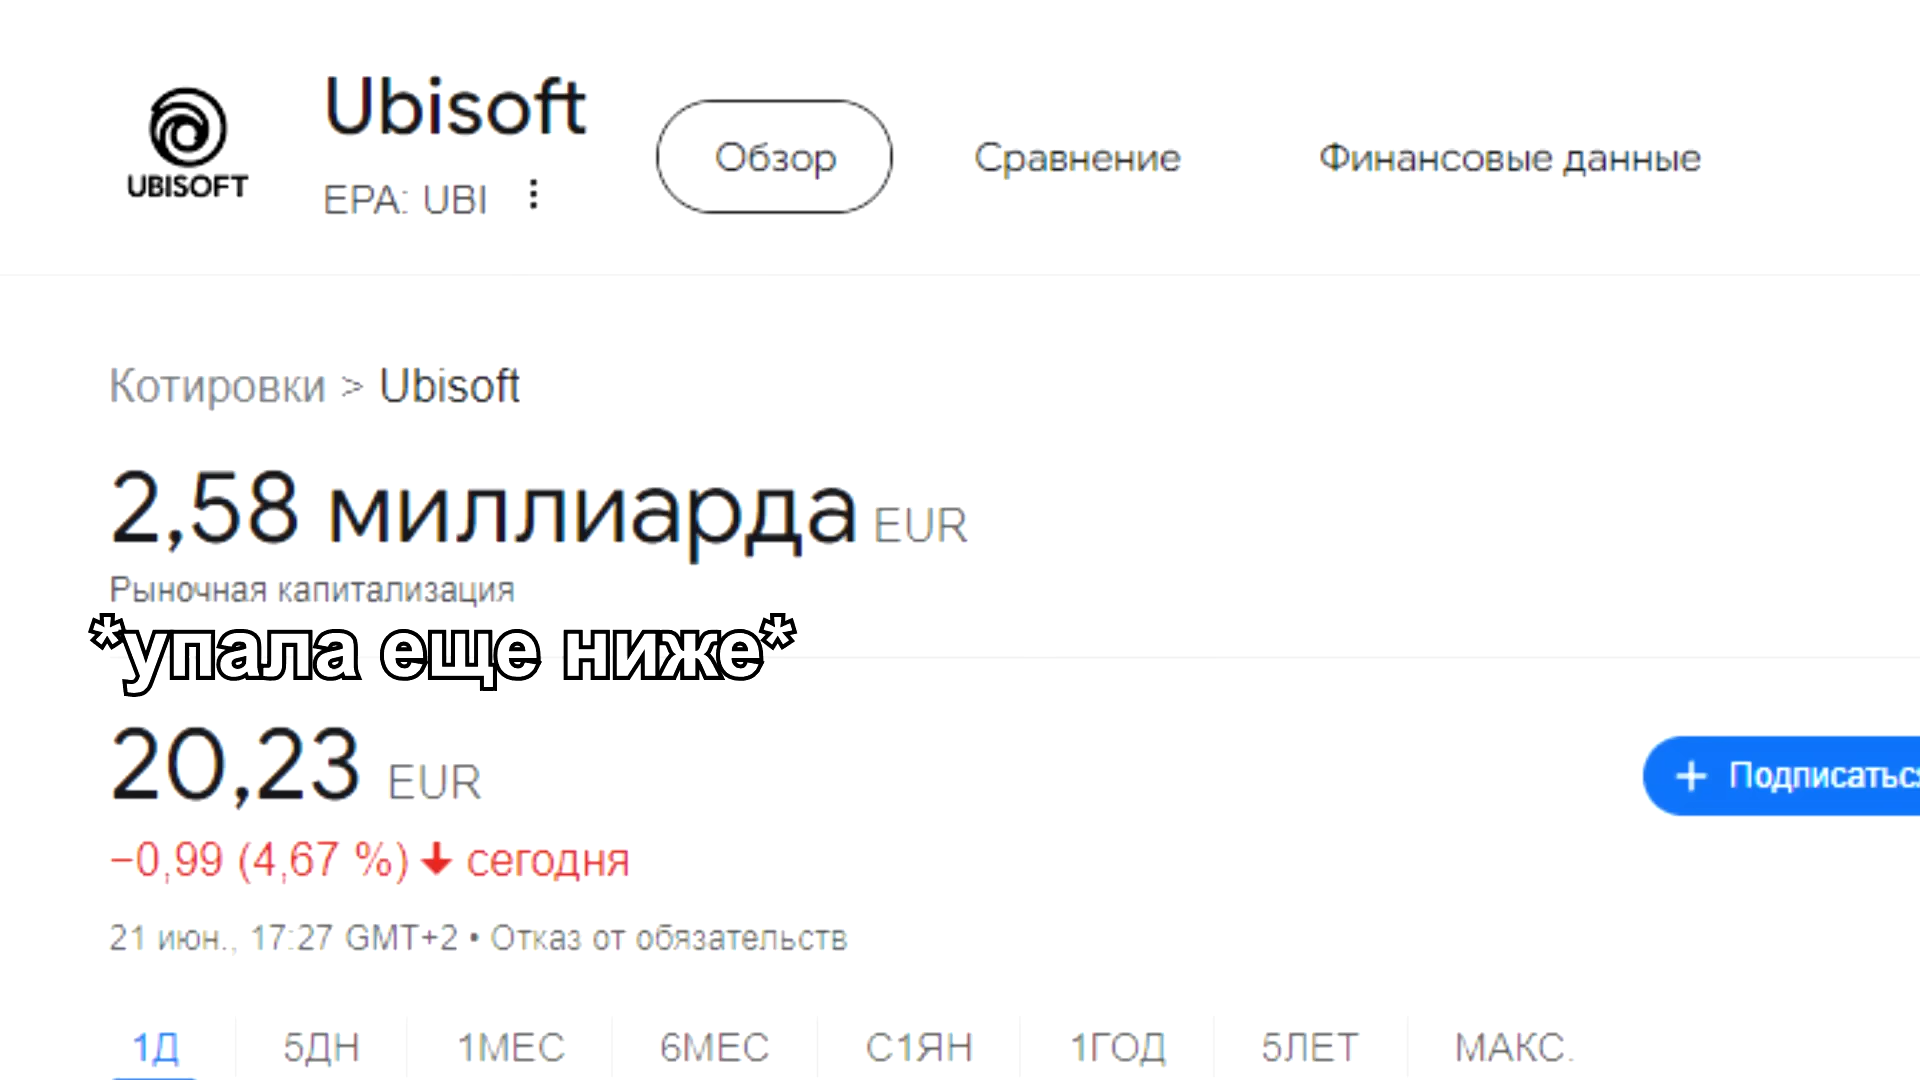 Ubisoft
UBISOFT
EPA: UBI
Обзор
Сравнение
Финансовые данные
Котировки > Ubisoft
2,58 миллиарда EUR
Рыночная капитализация
*упала еще ниже*
20,23 EUR
+ Подписатьс
−0,99 (4,67 %) ↓ сегодня
21 июн., 17:27 GMT+2 • Отказ от обязательств
1Д 5ДН 1МЕС 6МЕС С1ЯН 1ГОД 5ЛЕТ МАКС.